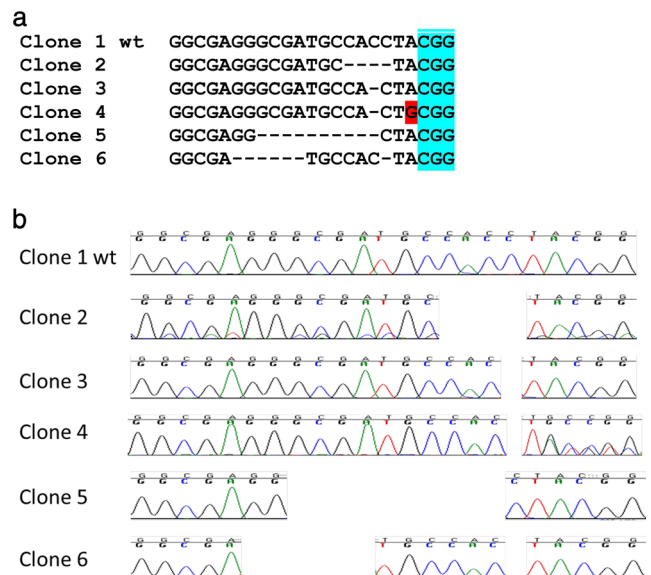 a
Clone 1 wt GGCGAGGGCGATGCCACCTACGG
Clone 2 GGCGAGGGCGATGC----TACGG
Clone 3 GGCGAGGGCGATGCCA-CTACGG
Clone 4 GGCGAGGGCGATGCCA-CTGCGG
Clone 5 GGCGAGG----------CTACGG
Clone 6 GGCGA------TGCCAC-TACGG
b
Clone 1 wt G G C G A G G G C G A T G C C A C C T A C G G
Clone 2 G G C G A G G G C G A T G C T A C G G
Clone 3 G G C G A G G G C G A T G C C A C T A C G G
Clone 4 G G C G A G G G C G A T G C C A C T G C C G G
Clone 5 G G C G A G G C T A C G G
Clone 6 G G C G A T G C C A C T A C G G